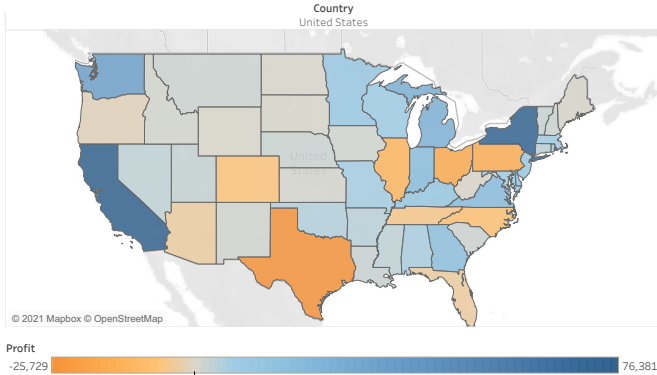 Country
United States
United
States
© 2021 Mapbox © OpenStreetMap
Profit
-25,729 76,381